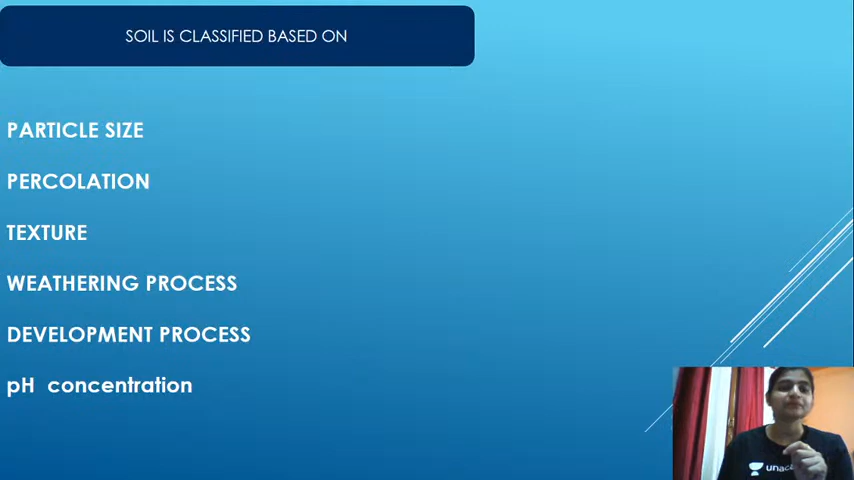 SOIL IS CLASSIFIED BASED ON
PARTICLE SIZE
PERCOLATION
TEXTURE
WEATHERING PROCESS
DEVELOPMENT PROCESS
pH concentration